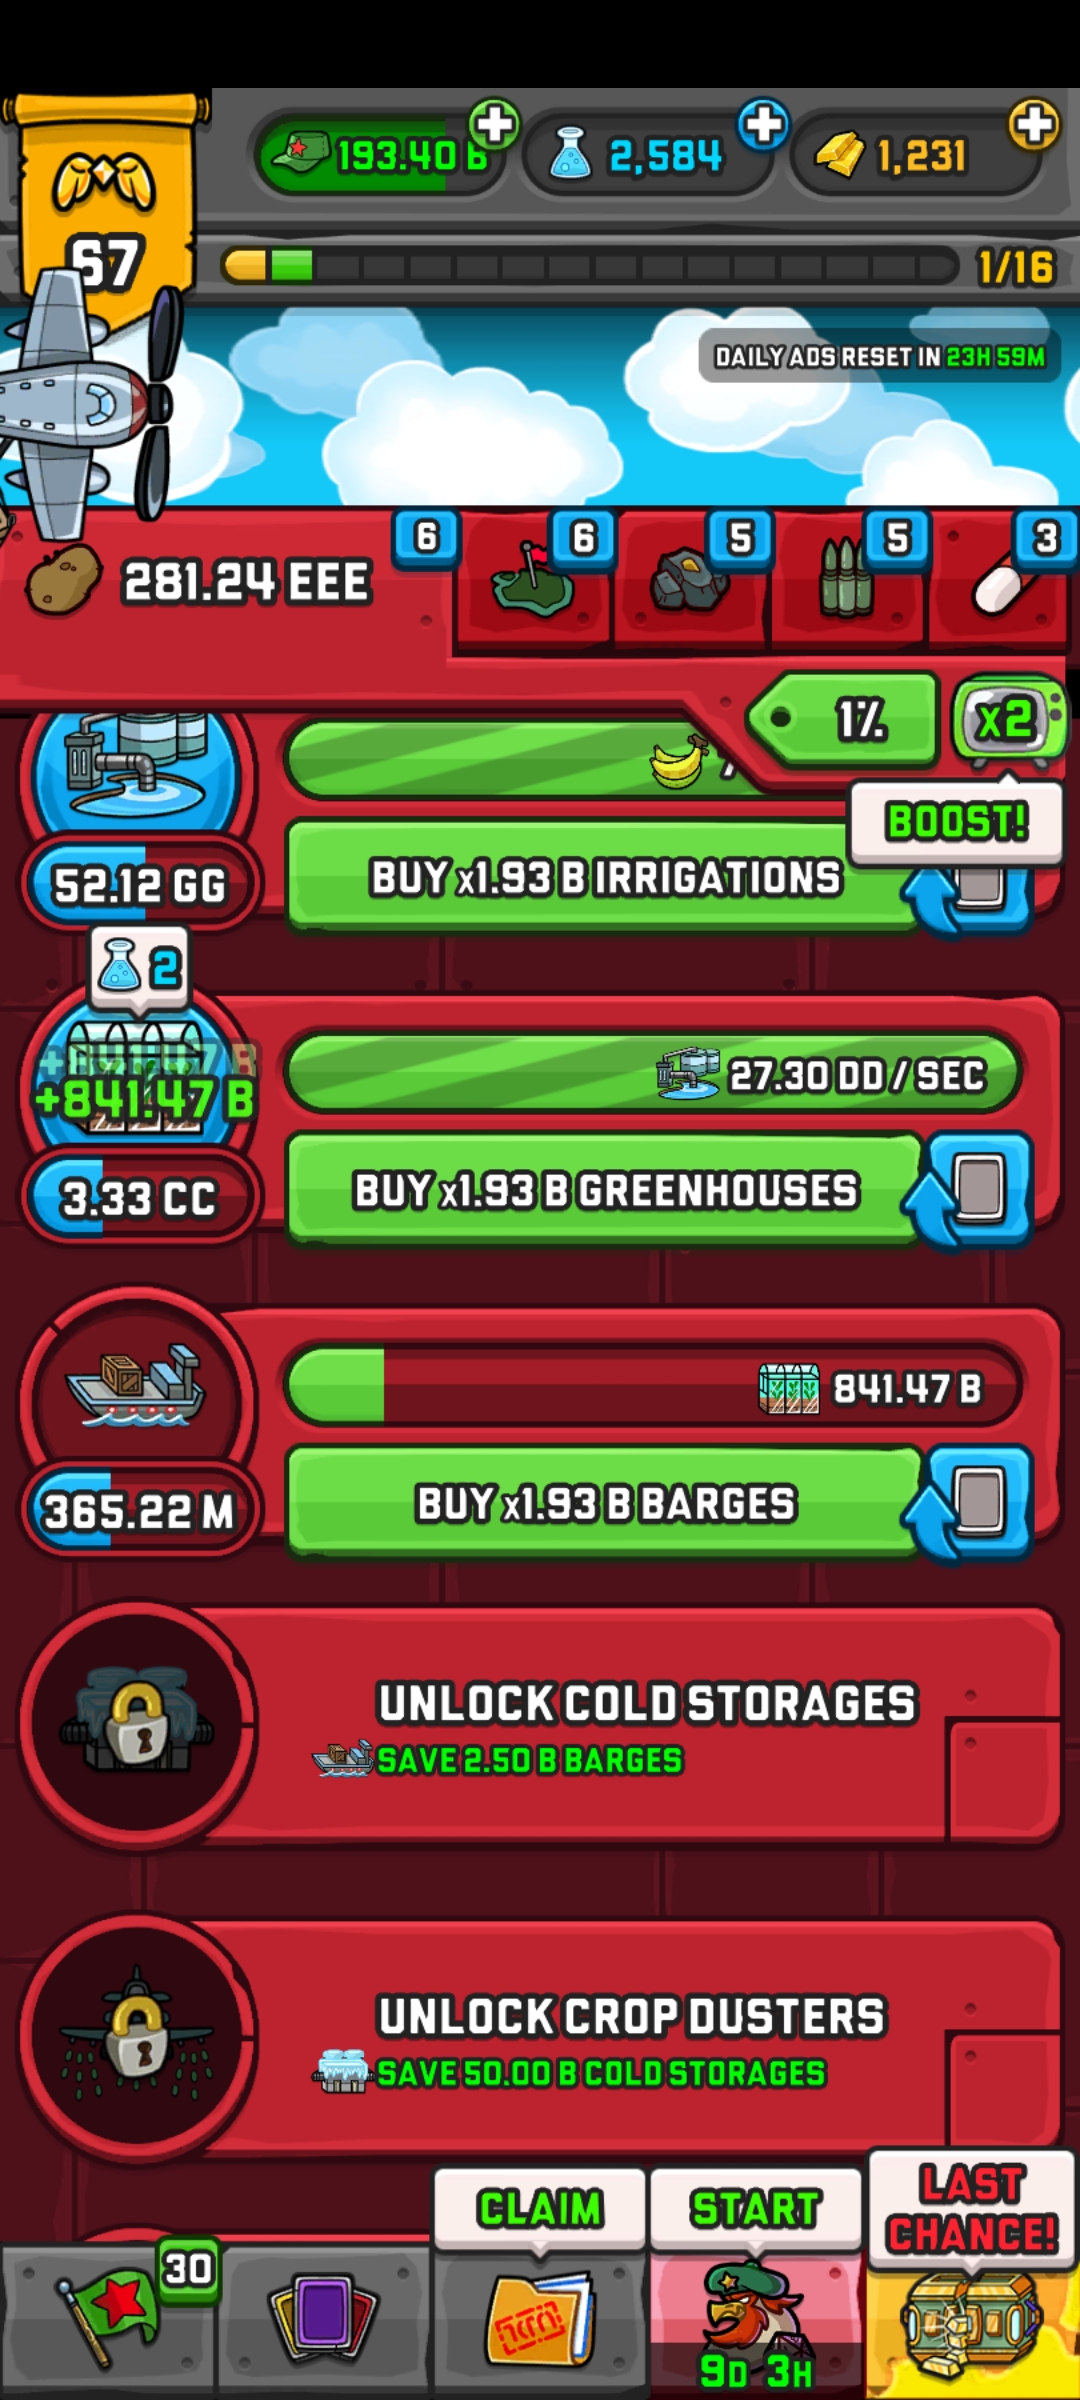 193.40 B
2,584
1,231
67
1/16
DAILY ADS RESET IN 23H 59M
281.24 EEE
6
6
5
5
3
1%
x2
BOOST!
52.12 GG
BUY x1.93 B IRRIGATIONS
2
+841.47 B
+841.47 B
27.30 DD / SEC
3.33 CC
BUY x1.93 B GREENHOUSES
841.47 B
365.22 M
BUY x1.93 B BARGES
UNLOCK COLD STORAGES
SAVE 2.50 B BARGES
UNLOCK CROP DUSTERS
SAVE 50.00 B COLD STORAGES
CLAIM
START
LAST
CHANCE!
30
9D 3H